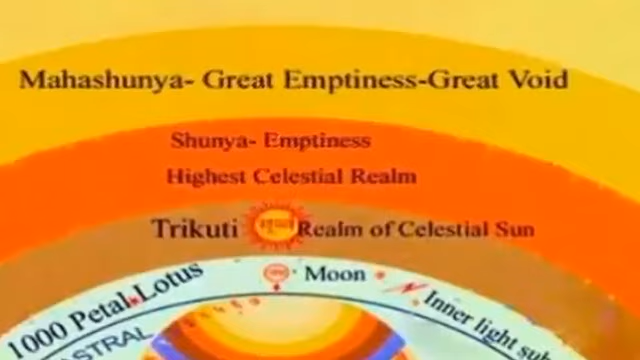 Mahashunya- Great Emptiness-Great Void
Shunya- Emptiness
Highest Celestial Realm
Trikuti Realm of Celestial Sun
1000 Petal Lotus Moon Inner light sub
ASTRAL